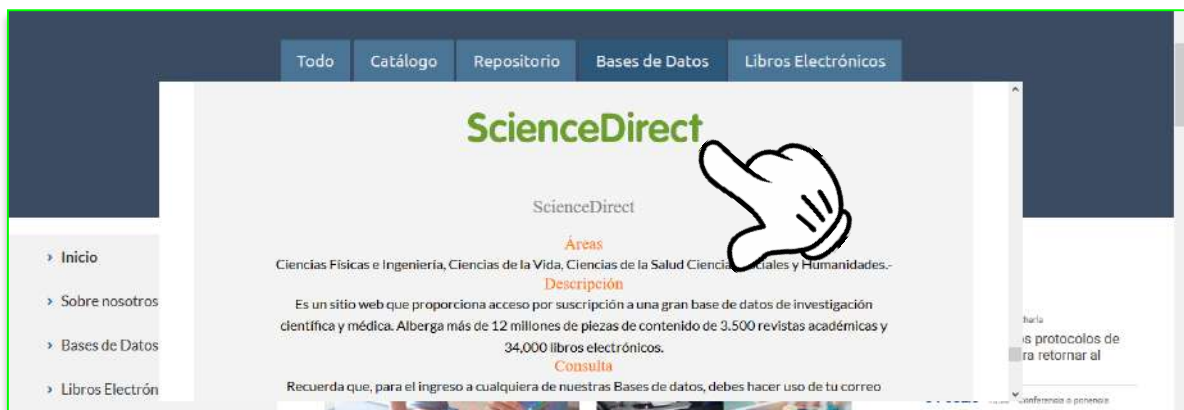 Todo Catálogo Repositorio Bases de Datos Libros Electrónicos
ScienceDirect
ScienceDirect
Áreas
Ciencias Físicas e Ingeniería, Ciencias de la Vida, Ciencias de la Salud Ciencia y Humanidades.-
Descripción
Es un sitio web que proporciona acceso por suscripción a una gran base de datos de investigación
científica y médica. Alberga más de 12 millones de piezas de contenido de 3.500 revistas académicas y
34,000 libros electrónicos.
Consulta
Recuerda que, para el ingreso a cualquiera de nuestras Bases de datos, debes hacer uso de tu correo
› Inicio
› Sobre nosotros
› Bases de Datos
› Libros Electrón
protocolos de
ra retornar al
Conferencia o ponencia